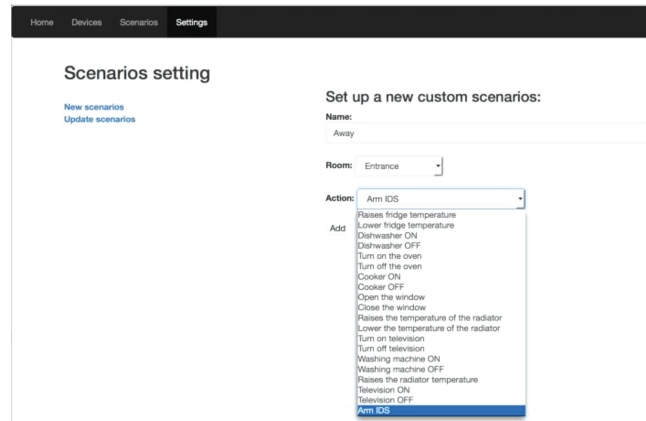 Home Devices Scenarios Settings
Scenarios setting
New scenarios
Update scenarios
Set up a new custom scenarios:
Name:
Away
Room: Entrance
Action: Arm IDS
Add
Raises fridge temperature
Lower fridge temperature
Dishwasher ON
Dishwasher OFF
Turn on the oven
Turn off the oven
Cooker ON
Cooker OFF
Open the window
Close the window
Raises the temperature of the radiator
Lower the temperature of the radiator
Turn on television
Turn off television
Washing machine ON
Washing machine OFF
Raises the radiator temperature
Television ON
Television OFF
Arm IDS